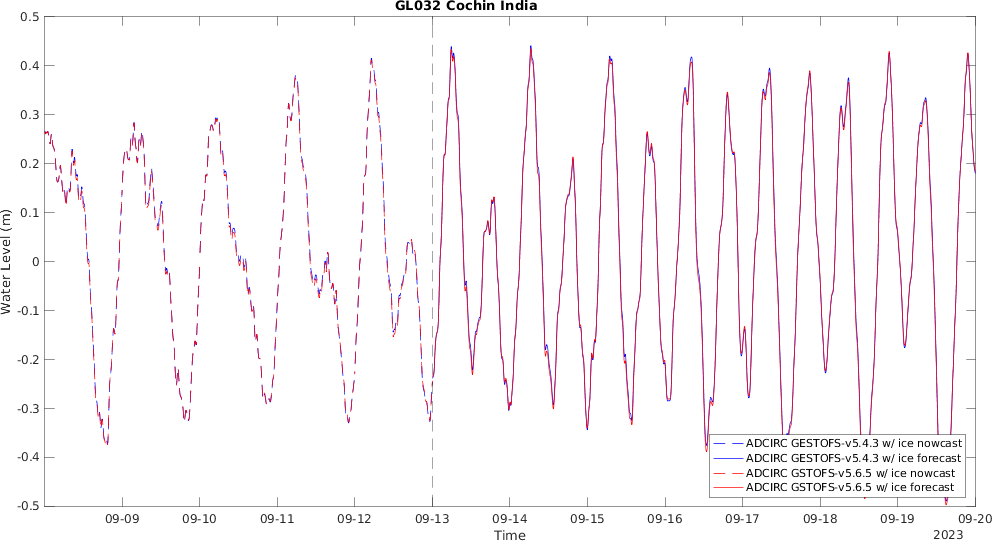 GL032 Cochin India
0.5
0.4
0.3
0.2
0.1
0
-0.1
-0.2
-0.3
-0.4
-0.5
Water Level (m)
ADCIRC GESTOFS-v5.4.3 w/ ice nowcast
ADCIRC GESTOFS-v5.4.3 w/ ice forecast
ADCIRC GSTOFS-v5.6.5 w/ ice nowcast
ADCIRC GSTOFS-v5.6.5 w/ ice forecast
09-09 09-10 09-11 09-12 09-13 09-14 09-15 09-16 09-17 09-18 09-19 09-20
Time
2023